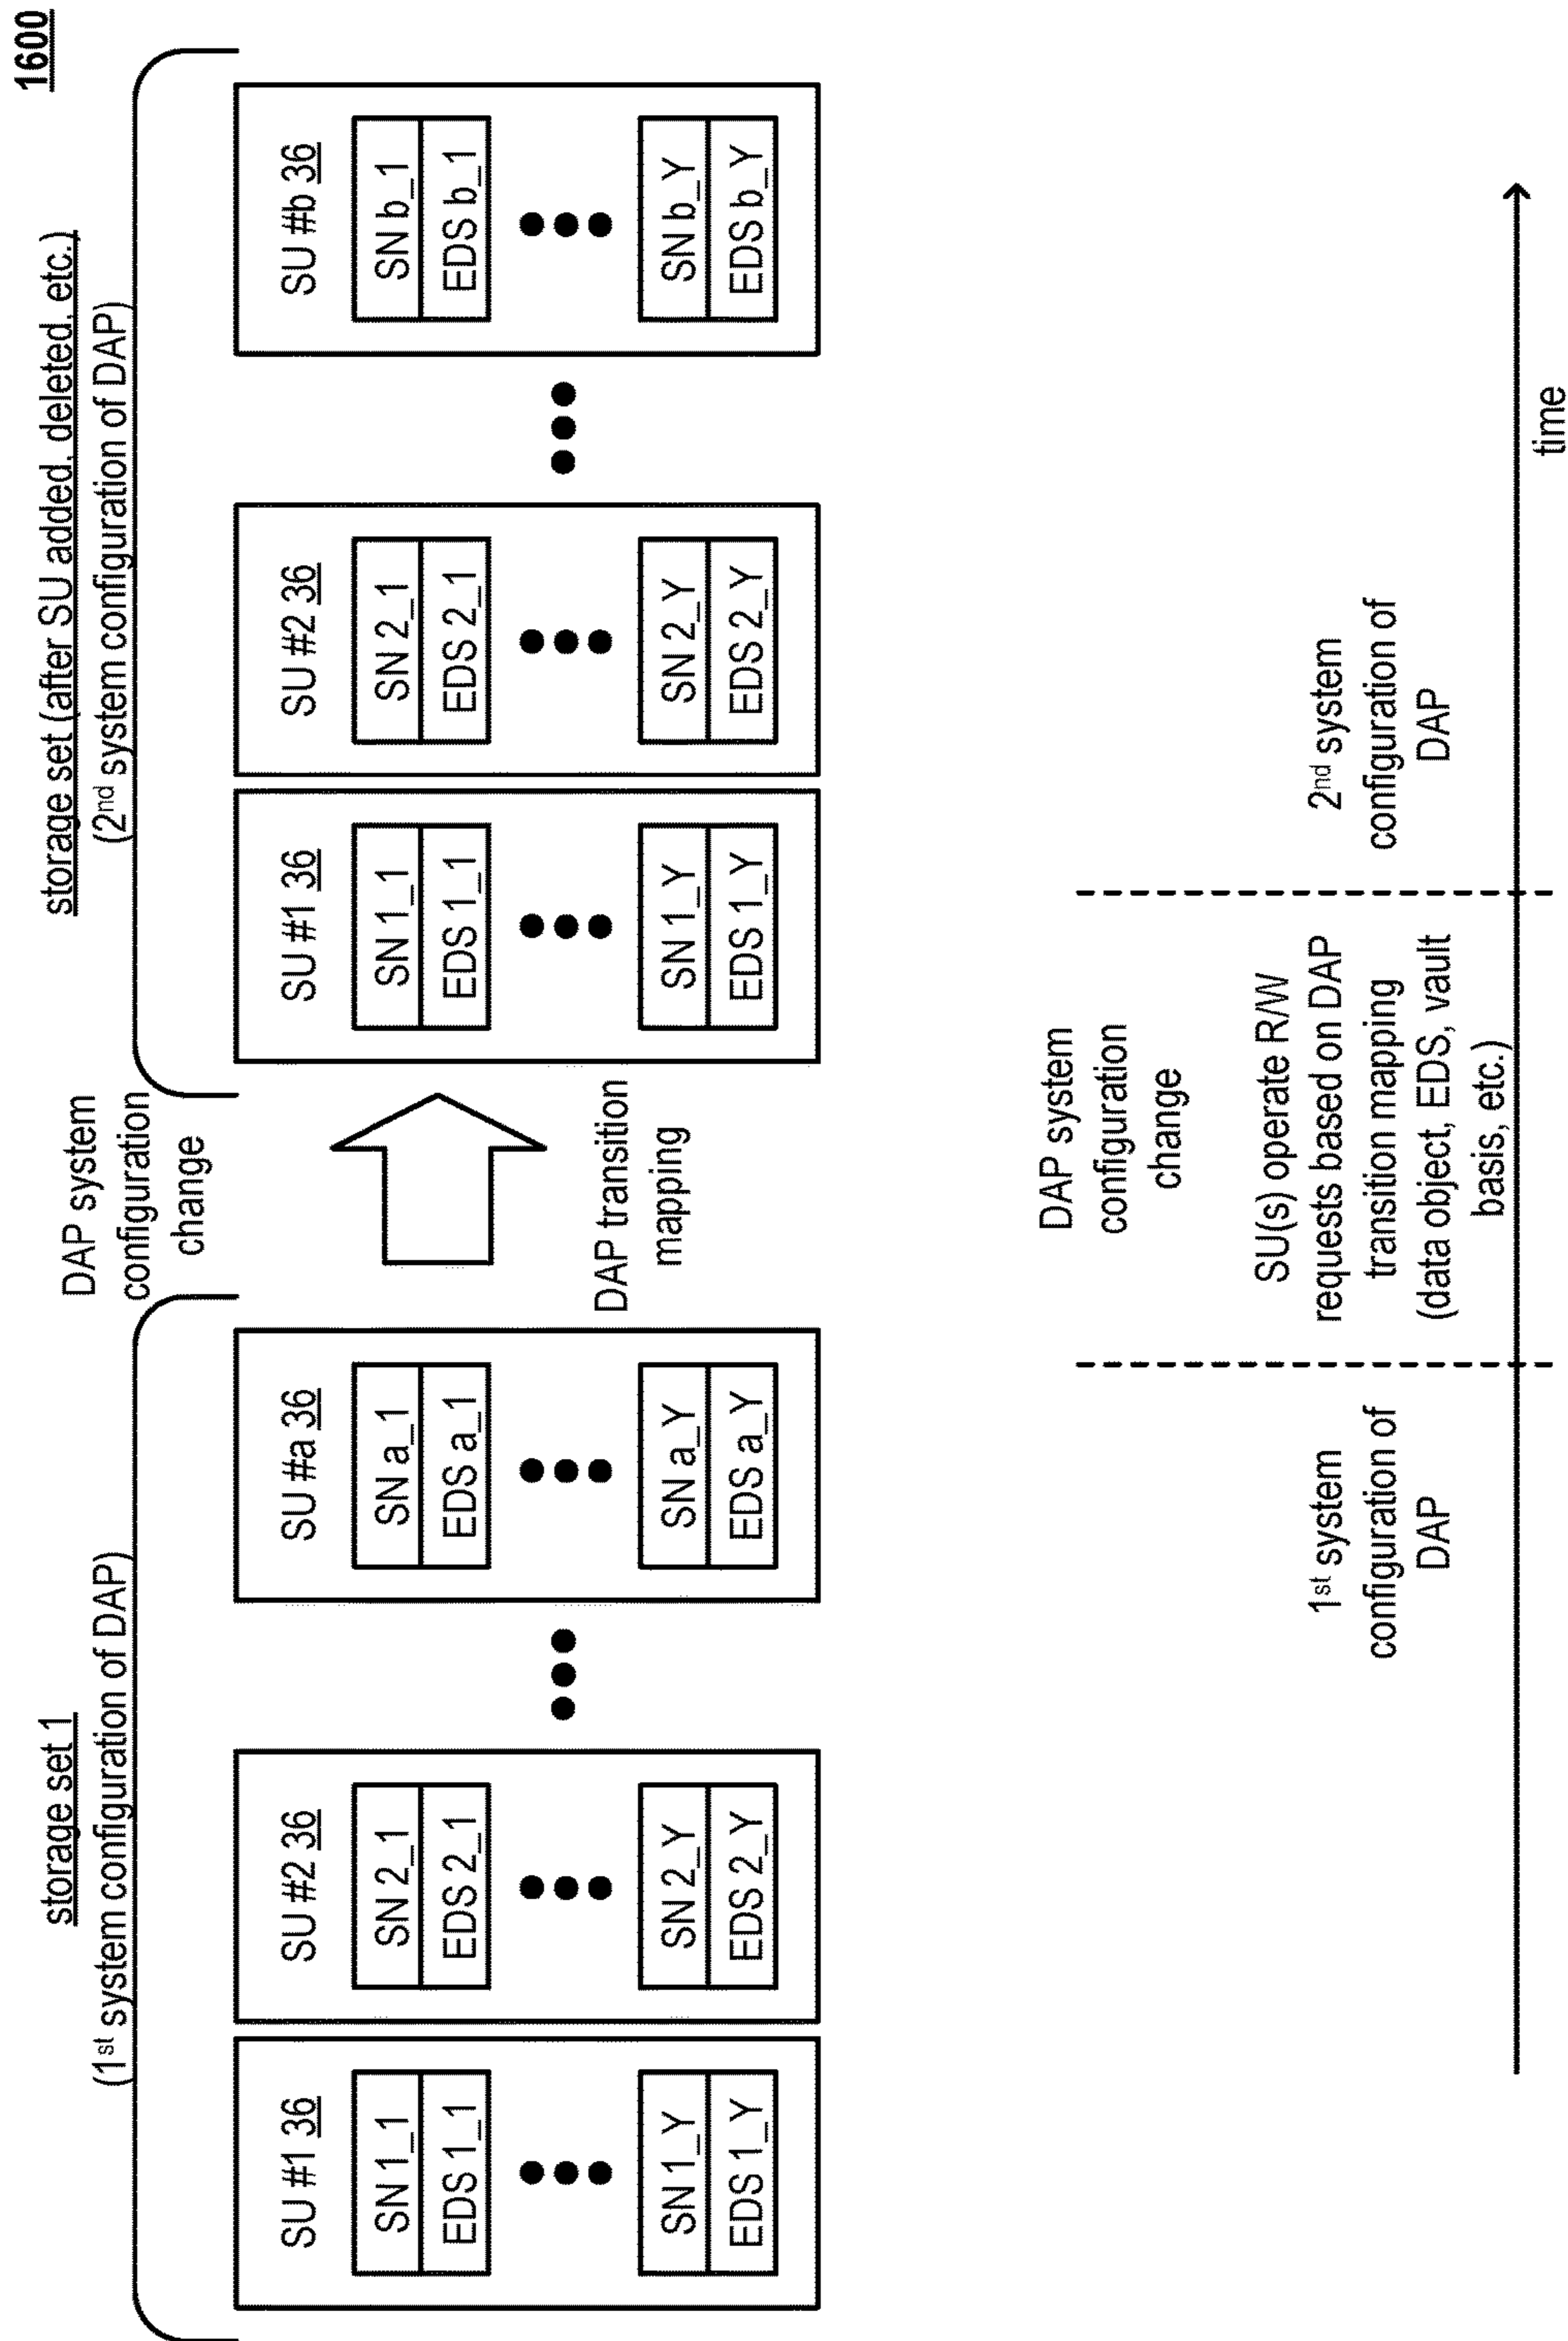 1600
storage set 1
(1st system configuration of DAP)
SU #1 36
SN 1_1
EDS 1_1
SN 1_Y
EDS 1_Y
SU #2 36
SN 2_1
EDS 2_1
SN 2_Y
EDS 2_Y
SU #a 36
SN a_1
EDS a_1
SN a_Y
EDS a_Y
DAP system
configuration
change
DAP transition
mapping
storage set (after SU added, deleted, etc.)
(2nd system configuration of DAP)
SU #1 36
SN 1_1
EDS 1_1
SN 1_Y
EDS 1_Y
SU #2 36
SN 2_1
EDS 2_1
SN 2_Y
EDS 2_Y
SU #b 36
SN b_1
EDS b_1
SN b_Y
EDS b_Y
1st system
configuration of
DAP
DAP system
configuration
change
SU(s) operate R/W
requests based on DAP
transition mapping
(data object, EDS, vault
basis, etc.)
2nd system
configuration of
DAP
time